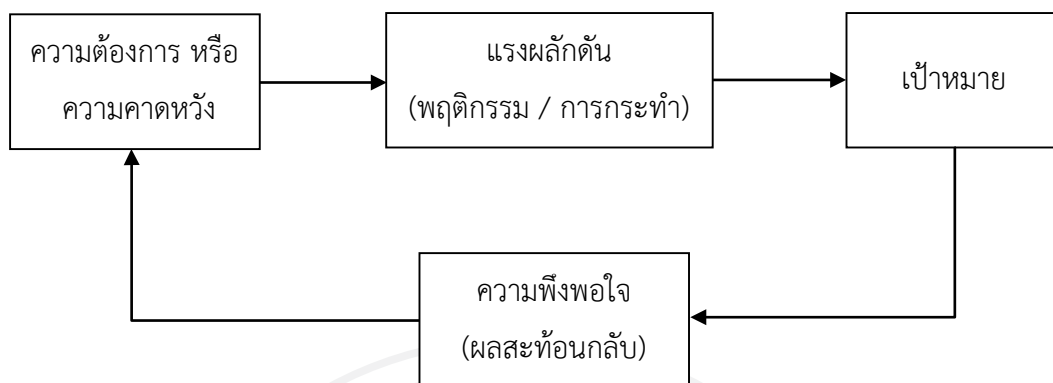 ความต้องการ หรือ
ความคาดหวัง
แรงผลักดัน
(พฤติกรรม / การกระทำ)
เป้าหมาย
ความพึงพอใจ
(ผลสะท้อนกลับ)